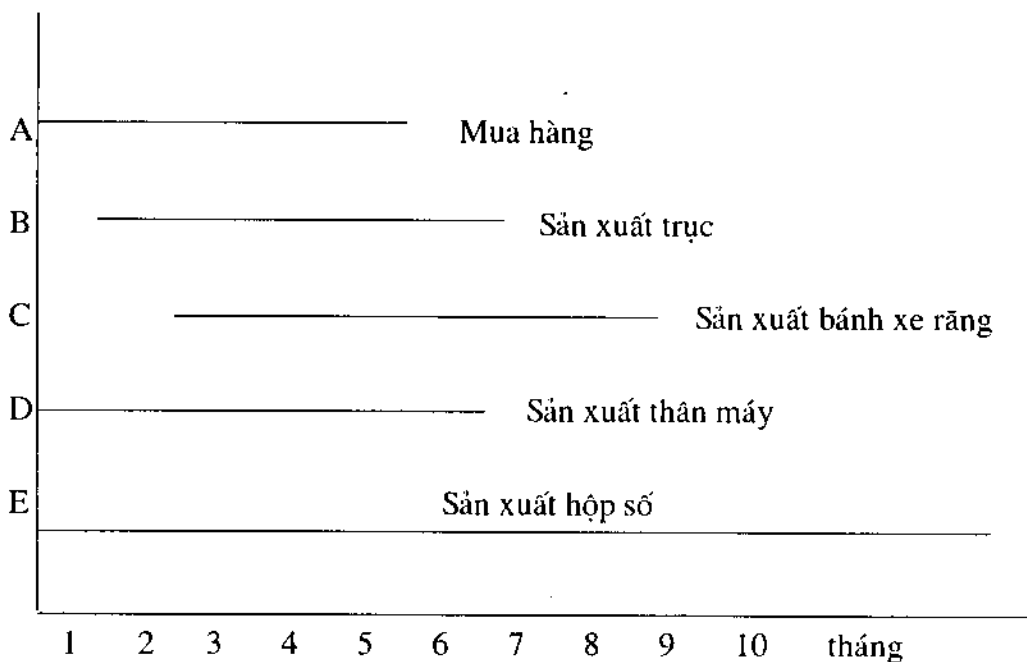 A Mua hàng
B Sản xuất trục
C Sản xuất bánh xe răng
D Sản xuất thân máy
E Sản xuất hộp số
1 2 3 4 5 6 7 8 9 10 tháng